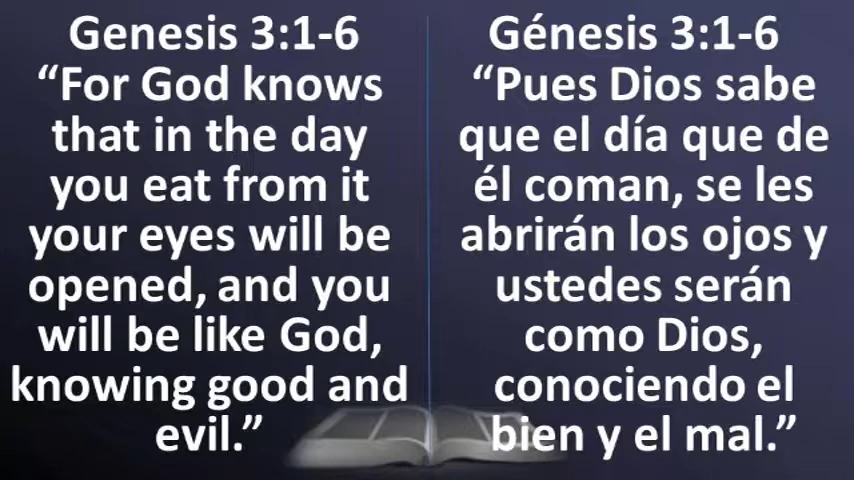 Genesis 3:1-6
“For God knows
that in the day
you eat from it
your eyes will be
opened, and you
will be like God,
knowing good and
evil.”
Génesis 3:1-6
“Pues Dios sabe
que el día que de
él coman, se les
abrirán los ojos y
ustedes serán
como Dios,
conociendo el
bien y el mal.”